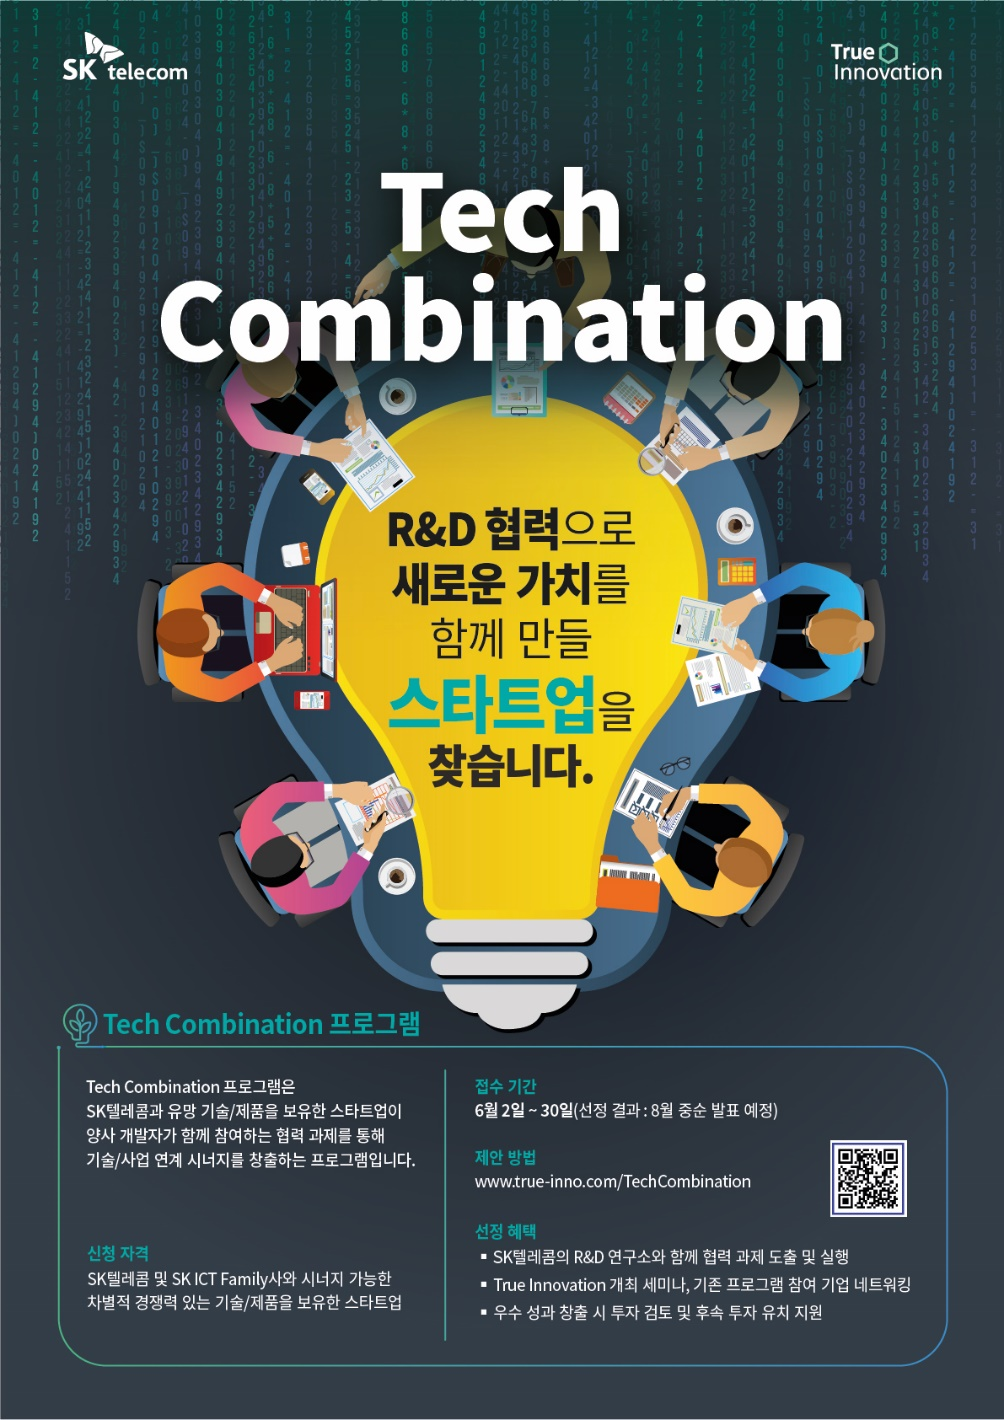 SK telecom
True Innovation
Tech
Combination
R&D 협력으로
새로운 가치를
함께 만들
스타트업을
찾습니다.
Tech Combination 프로그램
Tech Combination 프로그램은
SK텔레콤과 유망 기술/제품을 보유한 스타트업이
양사 개발자가 함께 참여하는 협력 과제를 통해
기술/사업 연계 시너지를 창출하는 프로그램입니다.
신청 자격
SK텔레콤 및 SK ICT Family사와 시너지 가능한
차별적 경쟁력 있는 기술/제품을 보유한 스타트업
접수 기간
6월 2일 ~ 30일(선정 결과 : 8월 중순 발표 예정)
제안 방법
www.true-inno.com/TechCombination
선정 혜택
▪ SK텔레콤의 R&D 연구소와 함께 협력 과제 도출 및 실행
▪ True Innovation 개최 세미나, 기존 프로그램 참여 기업 네트워킹
▪ 우수 성과 창출 시 투자 검토 및 후속 투자 유치 지원